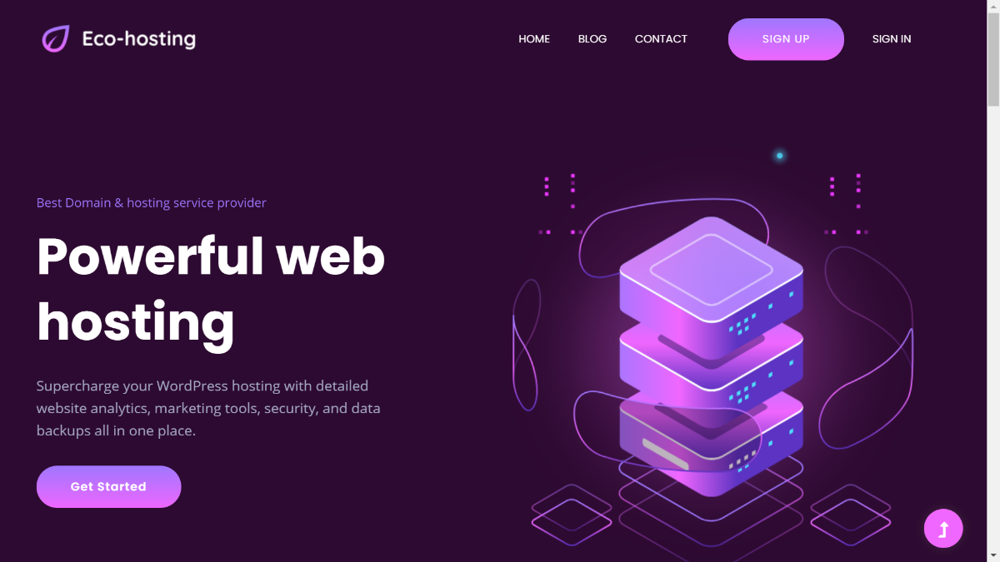 Eco-hosting
HOME BLOG CONTACT SIGN UP SIGN IN
Best Domain & hosting service provider
Powerful web
hosting
Supercharge your WordPress hosting with detailed
website analytics, marketing tools, security, and data
backups all in one place.
Get Started